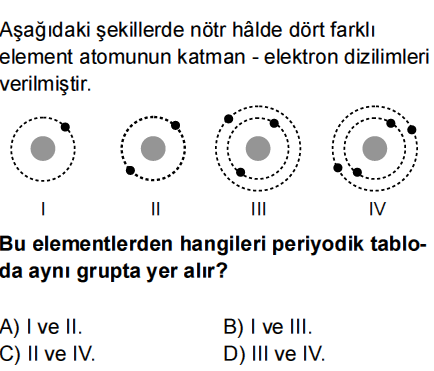 Aşağıdaki şekillerde nötr hâlde dört farklı
element atomunun katman - elektron dizilimleri
verilmiştir.
I II III IV
Bu elementlerden hangileri periyodik tablo-
da aynı grupta yer alır?
A) I ve II. B) I ve III.
C) II ve IV. D) III ve IV.